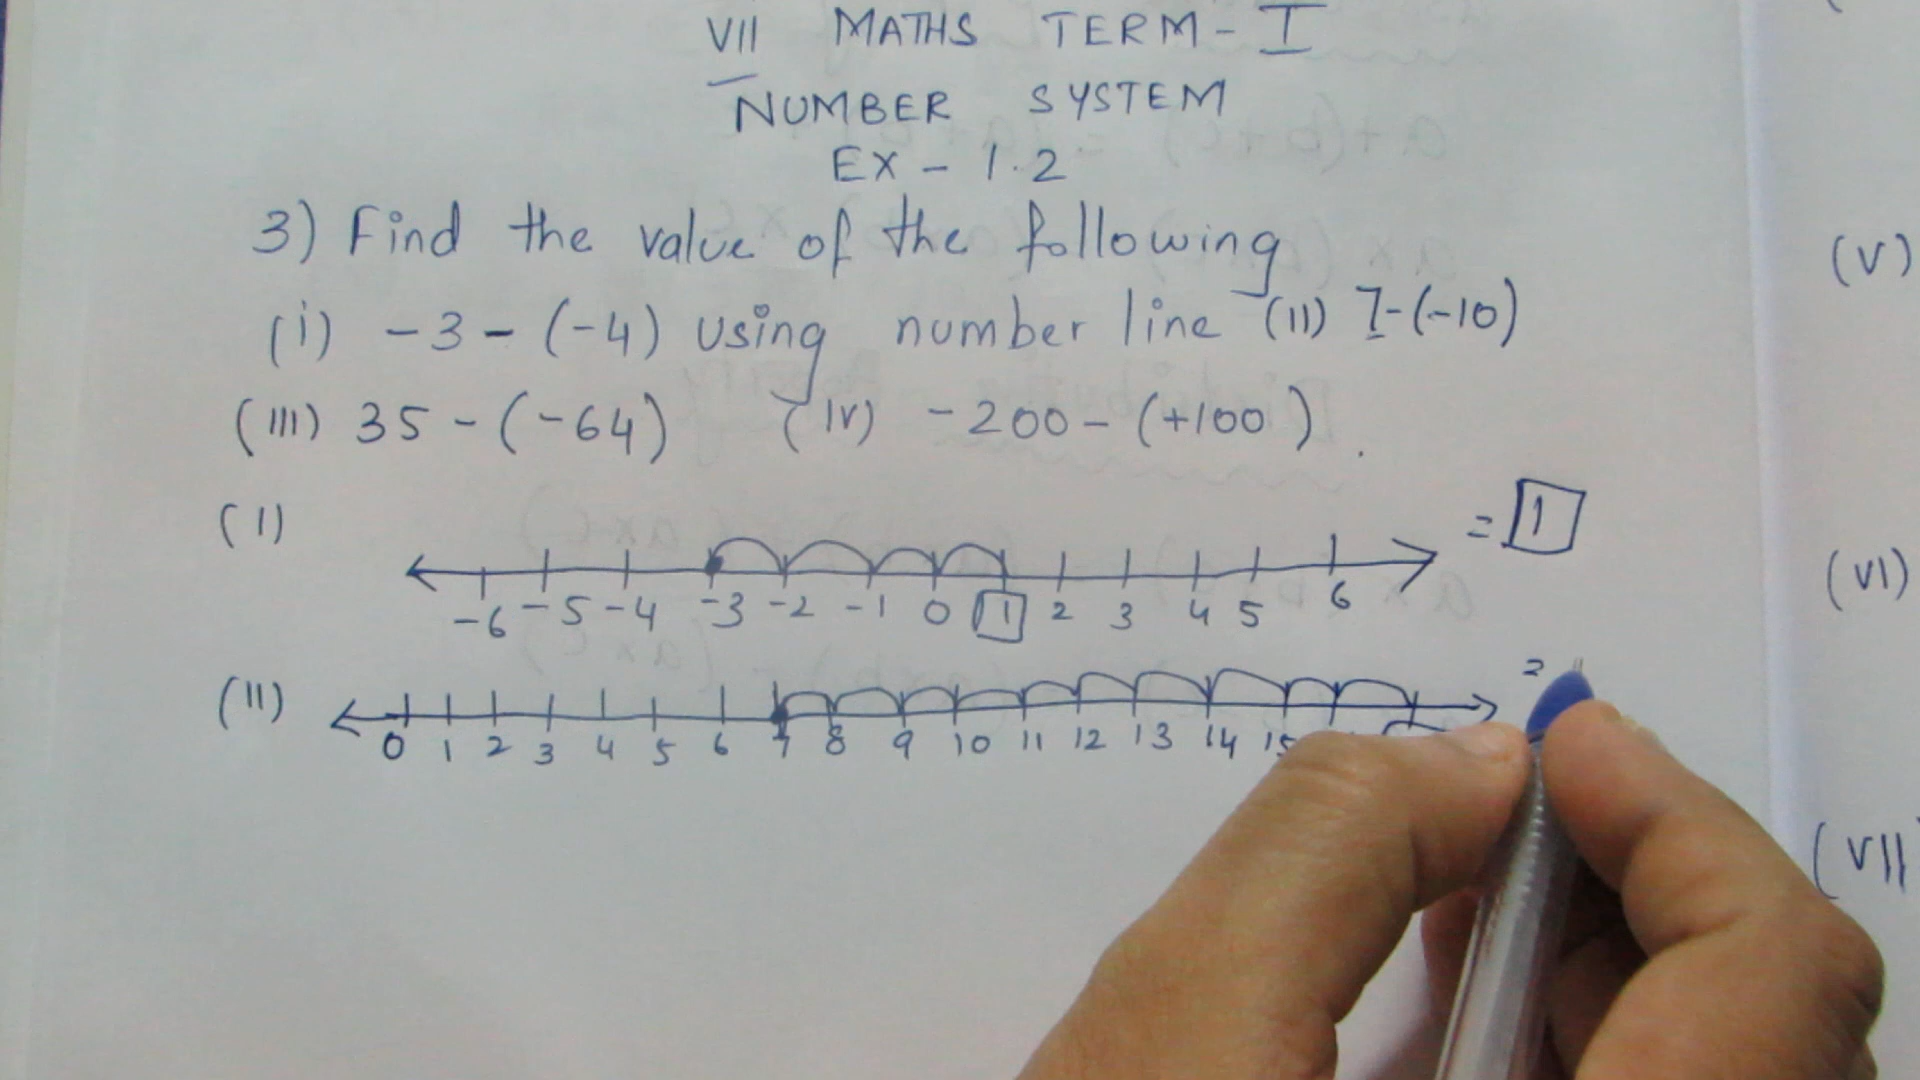 VII MATHS TERM - I
NUMBER SYSTEM
EX - 1.2
3) Find the value of the following
(i) -3 - (-4) using number line (II) 7-(-10)
(III) 35 - (-64) (IV) -200 - (+100).
(I) = 1
-6 -5 -4 -3 -2 -1 0 1 2 3 4 5 6
(II) =
0 1 2 3 4 5 6 7 8 9 10 11 12 13 14 15
(V)
(VI)
(VII)